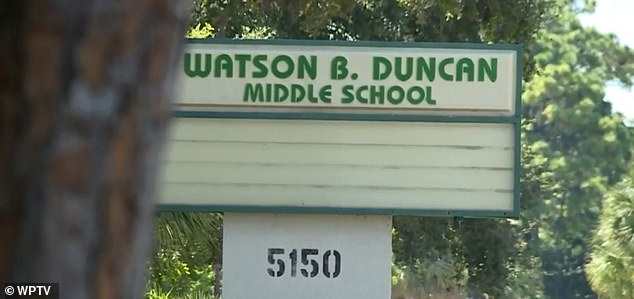 WATSON B. DUNCAN
MIDDLE SCHOOL
5150
© WPTV